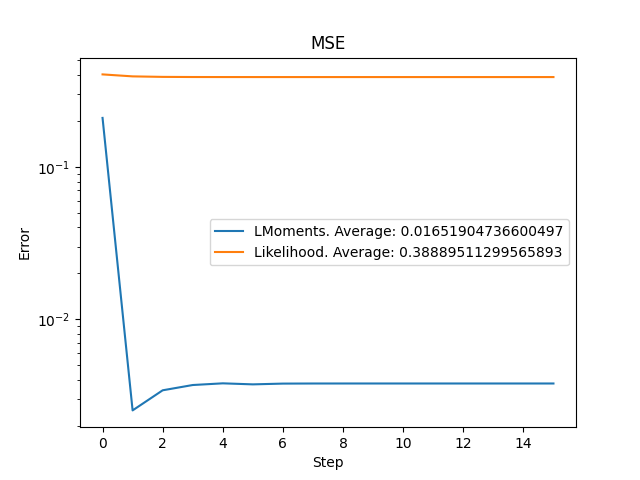 MSE
Error
10⁻¹
10⁻²
LMoments. Average: 0.01651904736600497
Likelihood. Average: 0.38889511299565893
0 2 4 6 8 10 12 14
Step